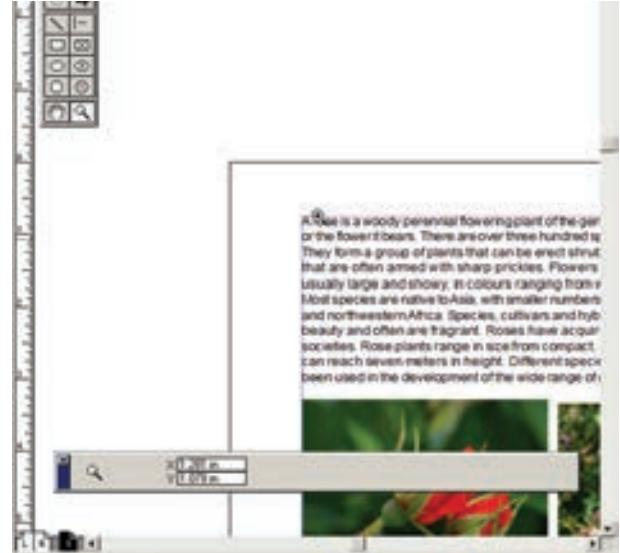 A rose is a woody perennial flowering plant of the gen
or the flower it bears. There are over three hundred sp
They form a group of plants that can be erect shrub
that are often armed with sharp prickles. Flowers
usually large and showy, in colours ranging from w
Most species are native to Asia, with smaller numbers
and northwestern Africa. Species, cultivars and hyb
beauty and often are fragrant. Roses have acquir
societies. Rose plants range in size from compact,
can reach seven meters in height. Different specie
been used in the development of the wide range of
X
Y